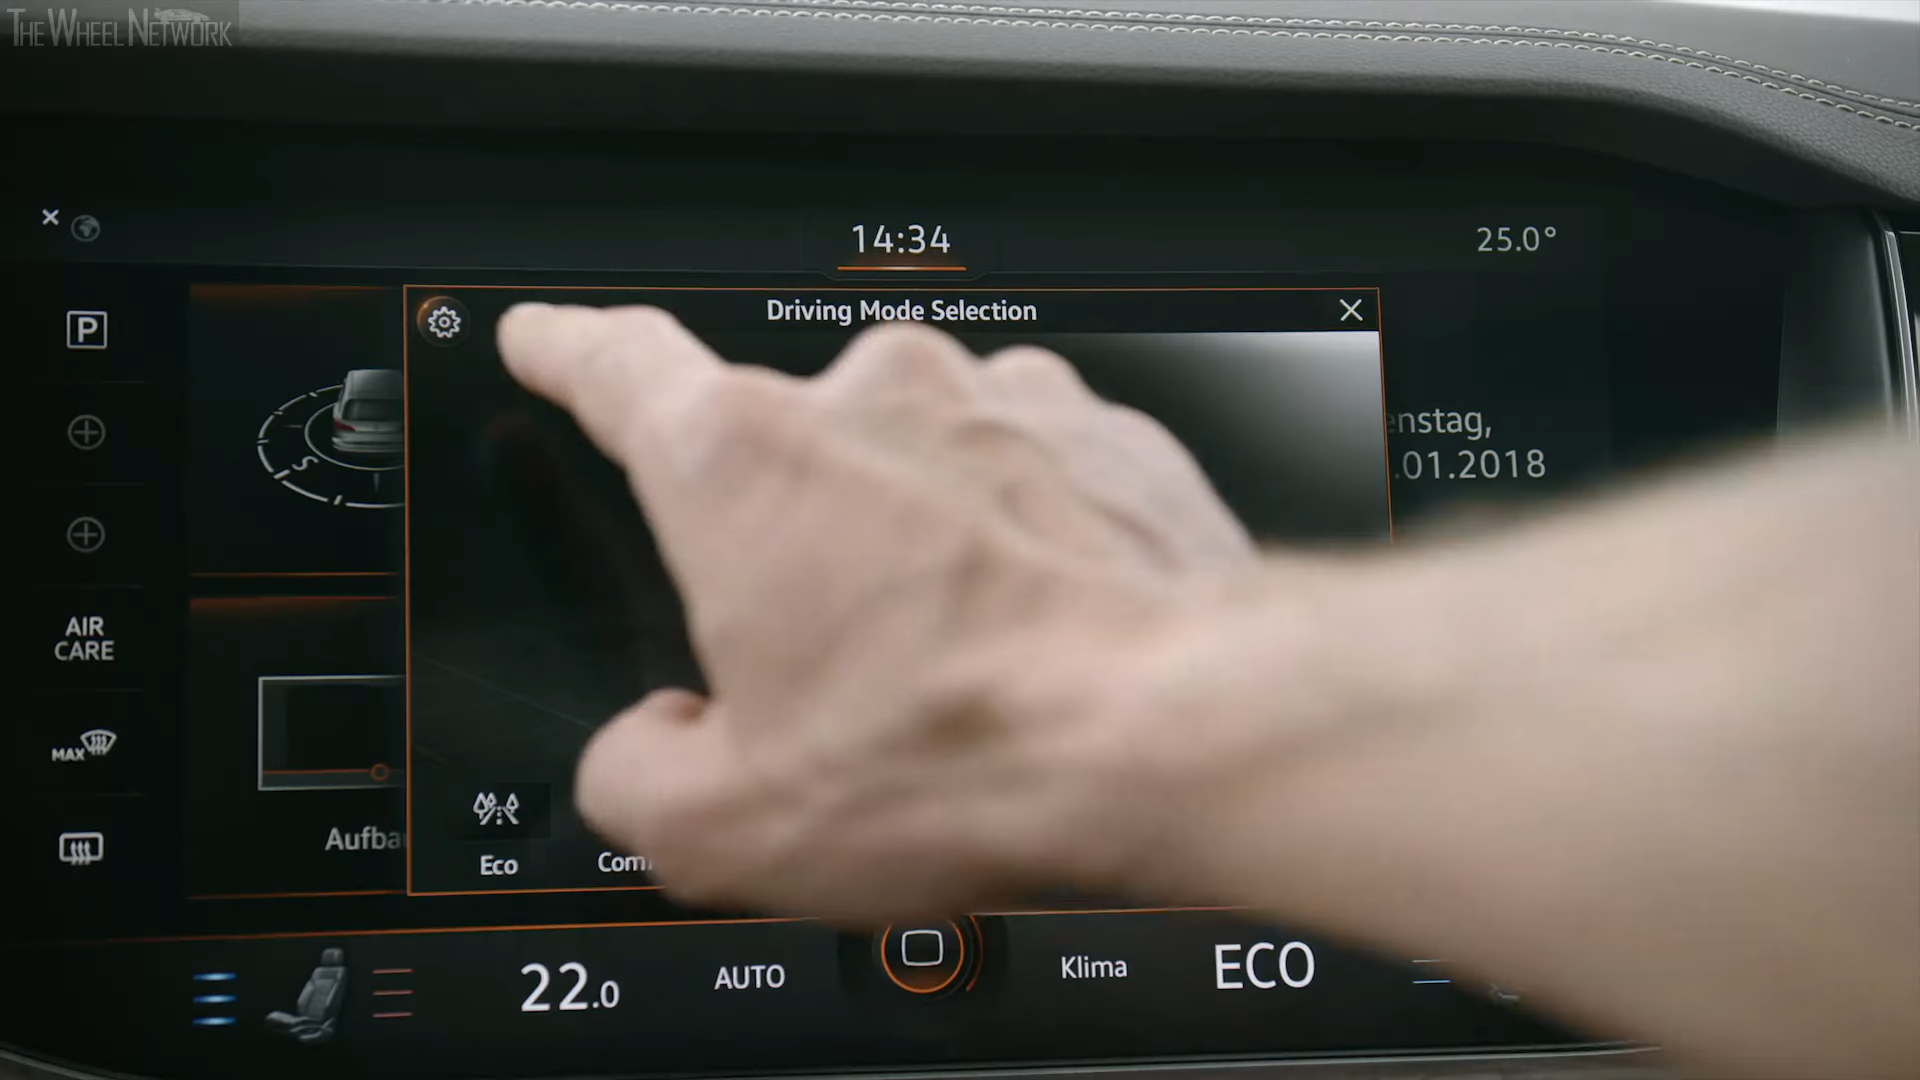 THE WHEEL NETWORK
14:34
25.0°
P
Driving Mode Selection
S
enstag,
.01.2018
AIR
CARE
MAX
Aufba
Eco
Com
22.0
AUTO
Klima
ECO